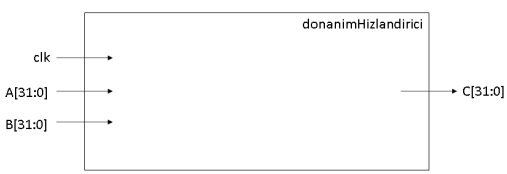 donanimHizlandirici
clk
A[31:0]
C[31:0]
B[31:0]